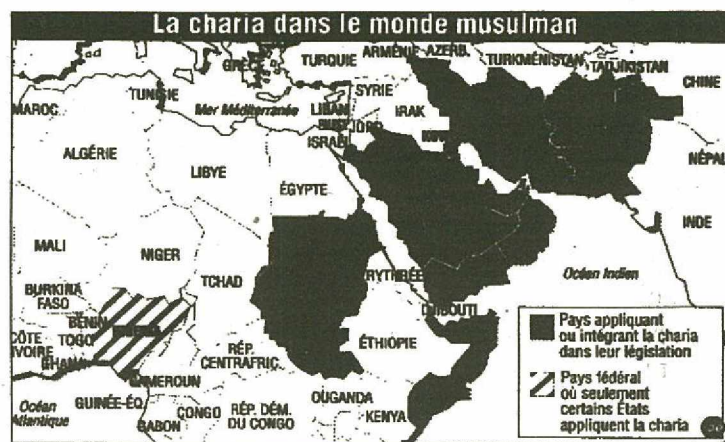 La charia dans le monde musulman
GRÈCE
TURQUIE
ARMÉNIE
AZERB.
TURKMÉNISTAN
TADJIKISTAN
CHINE
MAROC
TUNISIE
Mer Méditerranée
SYRIE
LIBAN
IRAK
ISRAËL
JORD.
ALGÉRIE
LIBYE
ÉGYPTE
NÉPAL
INDE
MALI
NIGER
TCHAD
ÉRYTHRÉE
Océan Indien
BURKINA
FASO
BÉNIN
TOGO
GHANA
CÔTE
IVOIRE
DJIBOUTI
ÉTHIOPIE
RÉP.
CENTRAFRIC.
CAMEROUN
OUGANDA
KENYA
Océan
Atlantique
GUINÉE-ÉQ.
GABON
CONGO
RÉP. DÉM.
DU CONGO
Pays appliquant
ou intégrant la charia
dans leur législation
Pays fédéral
où seulement
certains États
appliquent la charia